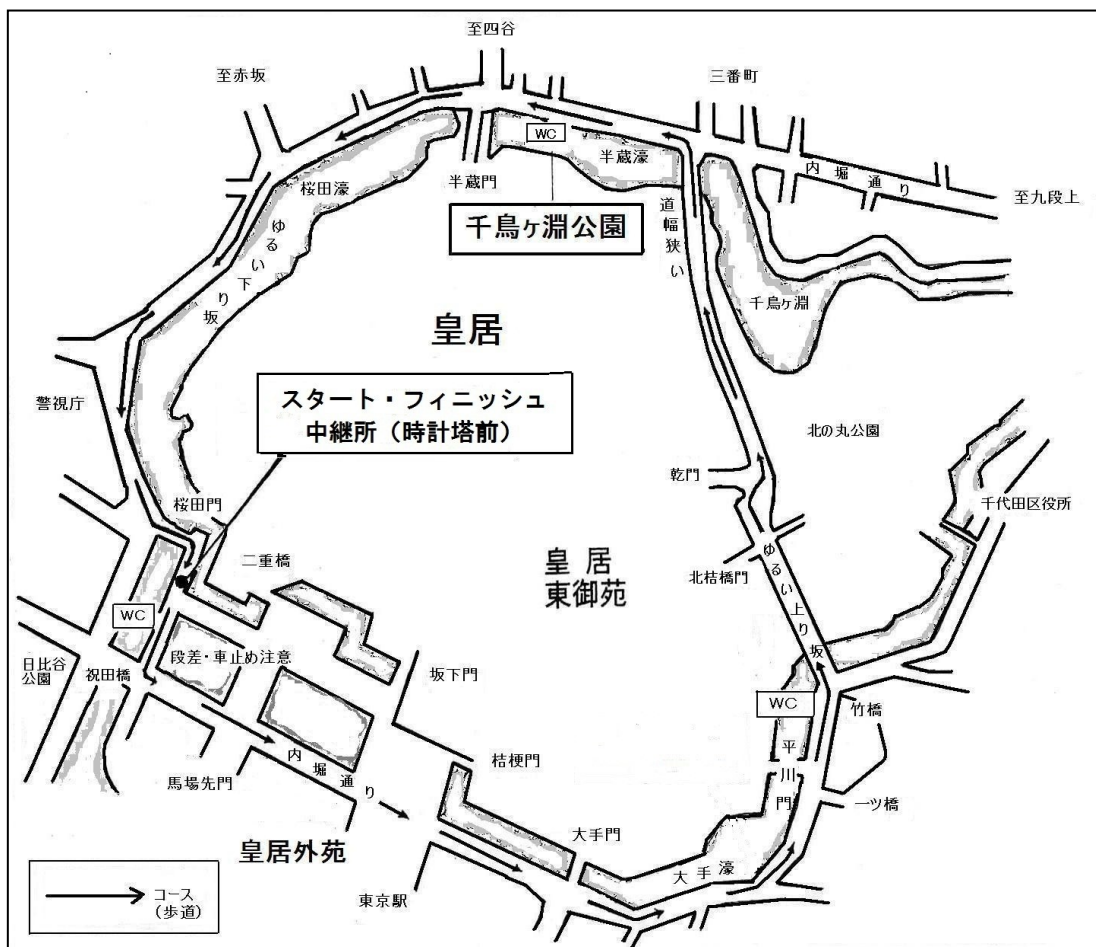 至四谷
至赤坂
三番町
WC
半蔵濠
内堀通り
桜田濠
半蔵門
至九段上
千鳥ヶ淵公園
道幅狭い
ゆるい下り坂
千鳥ヶ淵
皇居
スタート・フィニッシュ
中継所(時計塔前)
警視庁
北の丸公園
乾門
桜田門
千代田区役所
二重橋
皇居
東御苑
北桔橋門
ゆるい上り坂
WC
段差・車止め注意
日比谷
公園
祝田橋
坂下門
WC
竹橋
平川門
内堀通り
馬場先門
桔梗門
一ツ橋
大手門
皇居外苑
大手濠
東京駅
コース
(歩道)